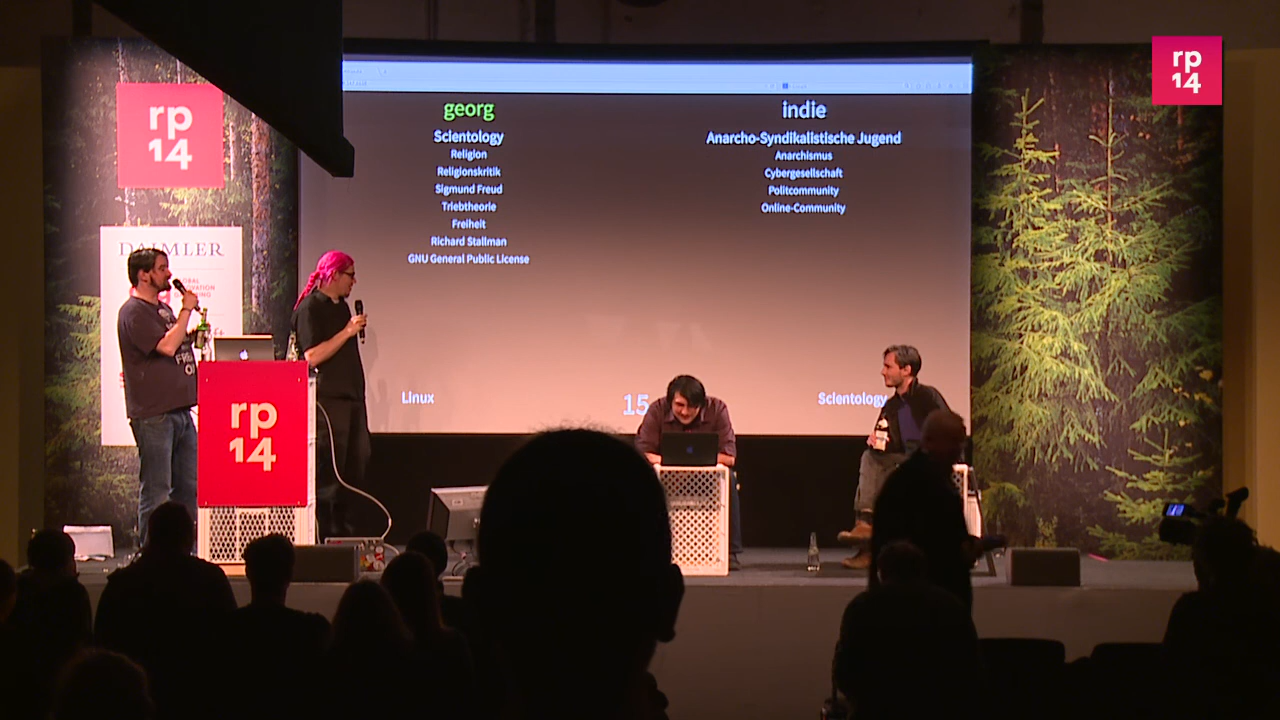 rp
14
rp
14
DAIMLER
georg
Scientology
Religion
Religionskritik
Sigmund Freud
Triebtheorie
Freiheit
Richard Stallman
GNU General Public License
indie
Anarcho-Syndikalistische Jugend
Anarchismus
Cybergesellschaft
Politcommunity
Online-Community
Linux
15
Scientology
rp
14